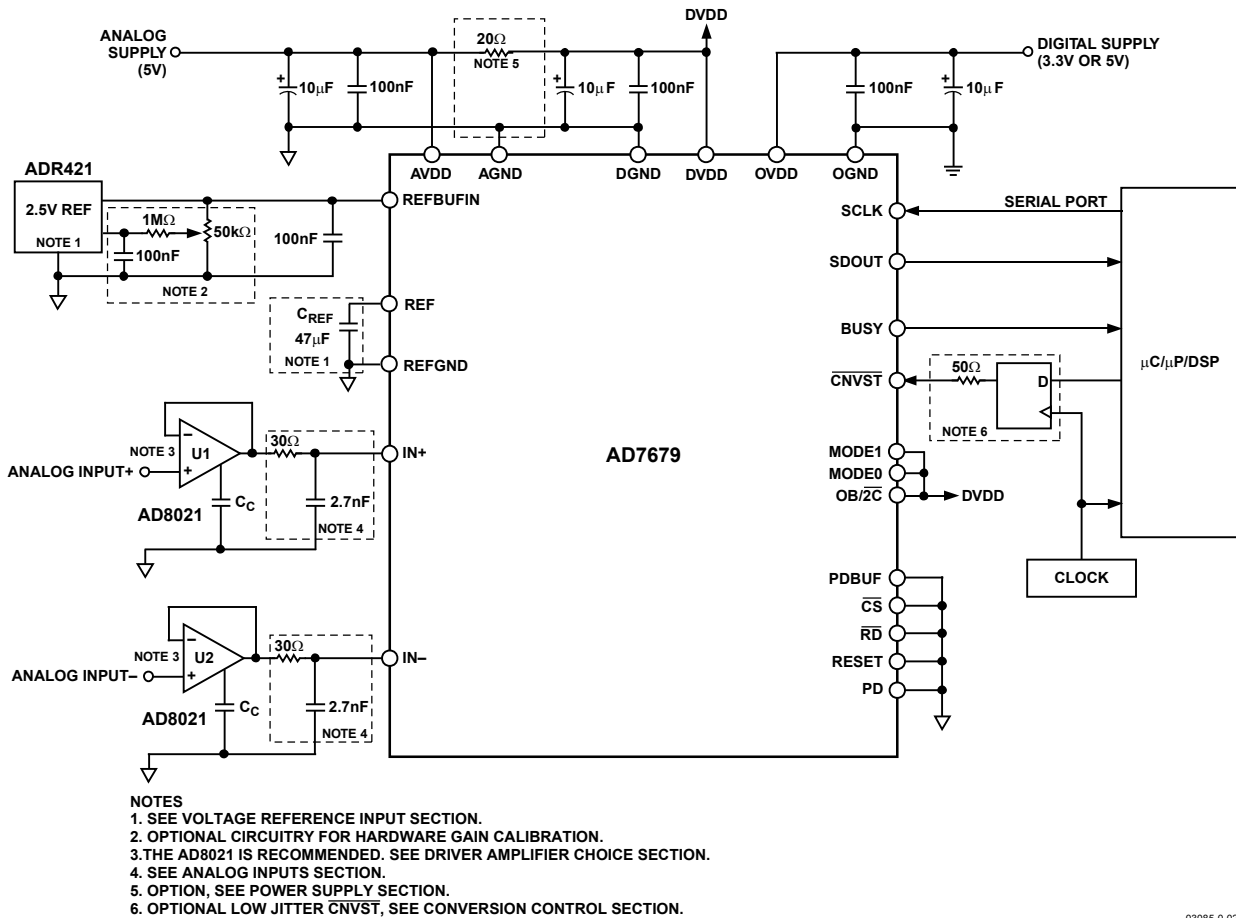 ANALOG
SUPPLY
(5V)
20Ω
NOTE 5
DVDD
DIGITAL SUPPLY
(3.3V OR 5V)
+
10μF
100nF
+
10μF
100nF
100nF
+
10μF
ADR421
2.5V REF
NOTE 1
1MΩ
50kΩ
100nF
100nF
NOTE 2
AVDD
AGND
DGND
DVDD
OVDD
OGND
REFBUFIN
SCLK
SERIAL PORT
SDOUT
REF
CREF
47μF
NOTE 1
REFGND
BUSY
CNVST
50Ω
D
NOTE 6
μC/μP/DSP
AD7679
NOTE 3
–
U1
+
ANALOG INPUT+
30Ω
IN+
CC
2.7nF
AD8021
NOTE 4
MODE1
MODE0
OB/2C
DVDD
CLOCK
PDBUF
CS
RD
RESET
PD
NOTE 3
–
U2
+
ANALOG INPUT–
30Ω
IN–
CC
2.7nF
AD8021
NOTE 4
NOTES
1. SEE VOLTAGE REFERENCE INPUT SECTION.
2. OPTIONAL CIRCUITRY FOR HARDWARE GAIN CALIBRATION.
3.THE AD8021 IS RECOMMENDED. SEE DRIVER AMPLIFIER CHOICE SECTION.
4. SEE ANALOG INPUTS SECTION.
5. OPTION, SEE POWER SUPPLY SECTION.
6. OPTIONAL LOW JITTER CNVST, SEE CONVERSION CONTROL SECTION.